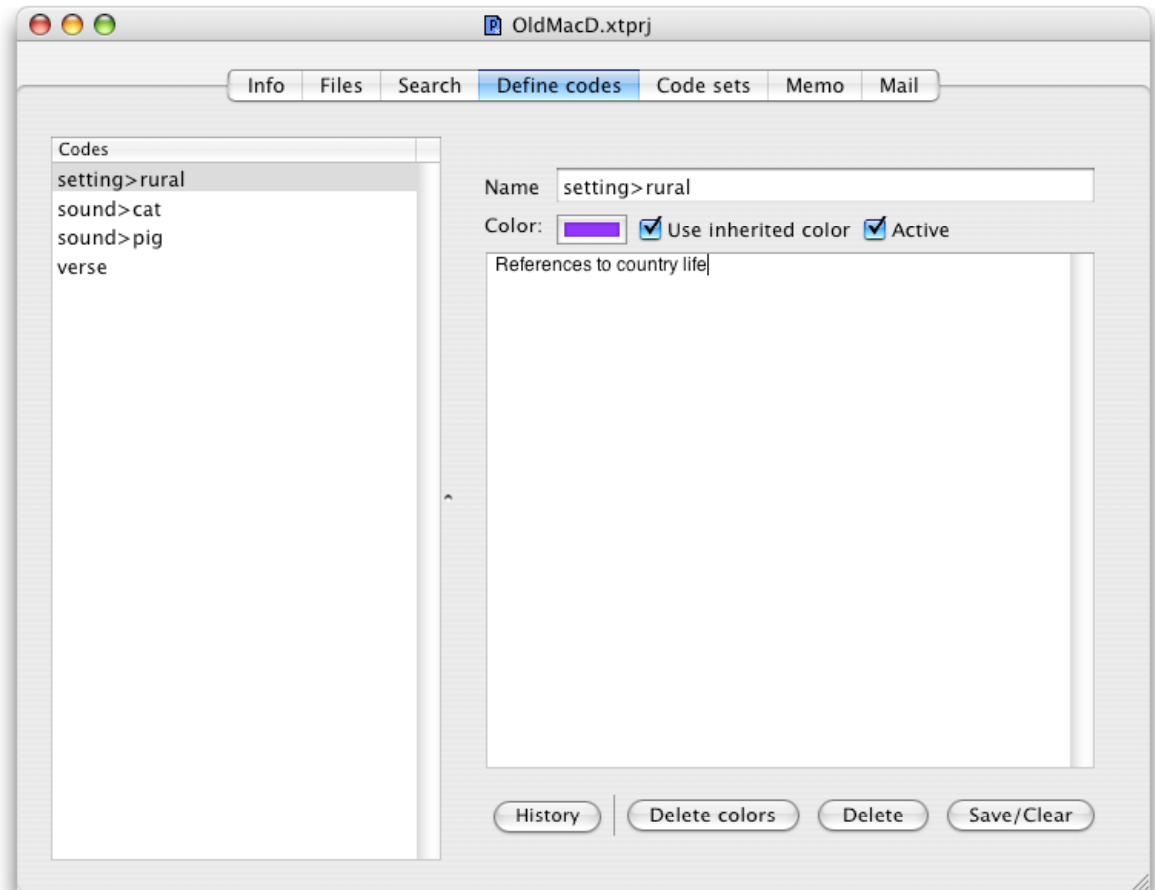 OldMacD.xtprj
Info Files Search Define codes Code sets Memo Mail
Codes
setting>rural
sound>cat
sound>pig
verse
Name setting>rural
Color: Use inherited color Active
References to country life
History Delete colors Delete Save/Clear